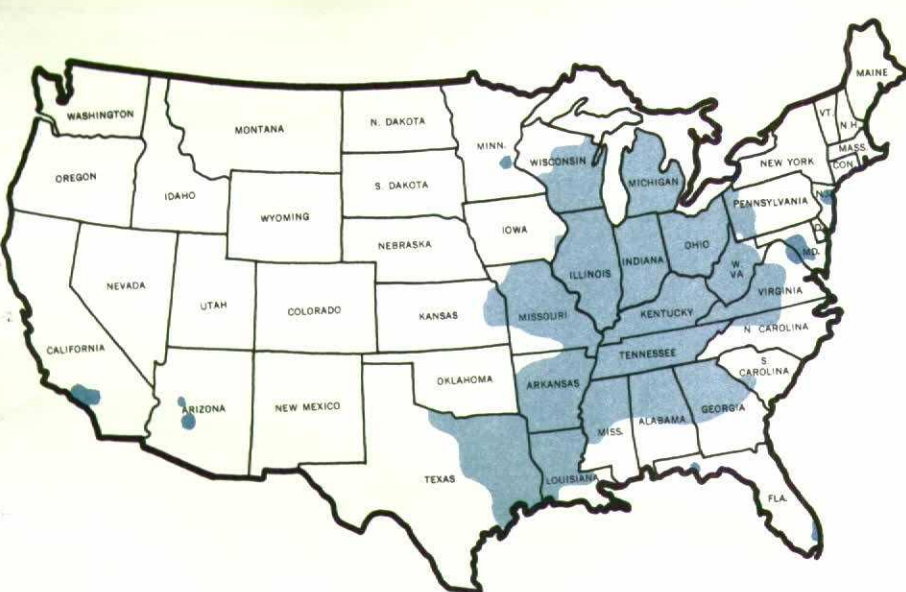 MAINE
VT.
N.H.
WASHINGTON
MONTANA
N. DAKOTA
MINN.
MASS.
CON.
WISCONSIN
NEW YORK
OREGON
IDAHO
S. DAKOTA
MICHIGAN
WYOMING
PENNSYLVANIA
IOWA
NEBRASKA
OHIO
MD.
NEVADA
ILLINOIS
INDIANA
W.
VA
UTAH
COLORADO
KANSAS
MISSOURI
KENTUCKY
VIRGINIA
N CAROLINA
CALIFORNIA
TENNESSEE
S.
CAROLINA
OKLAHOMA
ARKANSAS
ARIZONA
NEW MEXICO
GEORGIA
MISS.
ALABAMA
TEXAS
LOUISIANA
FLA.